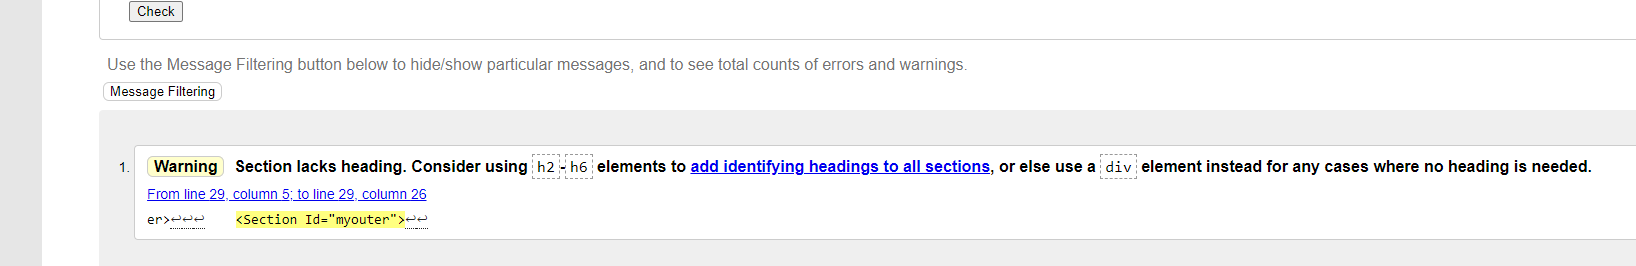 Check
Use the Message Filtering button below to hide/show particular messages, and to see total counts of errors and warnings.
Message Filtering
1. Warning Section lacks heading. Consider using h2-h6 elements to add identifying headings to all sections, or else use a div element instead for any cases where no heading is needed.
From line 29, column 5; to line 29, column 26
er>↩↩↩ <Section Id="myouter">↩↩